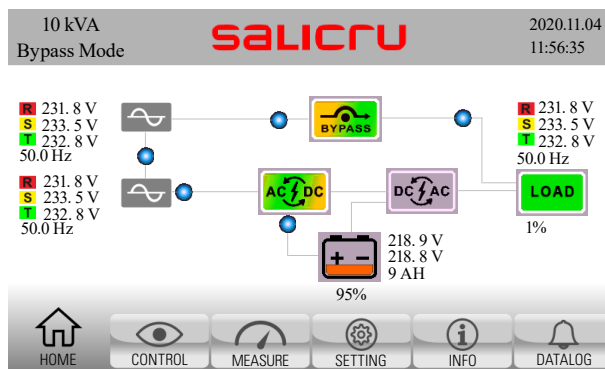 10 kVA
Bypass Mode
SALICRU
2020.11.04
11:56:35
R 231. 8 V
S 233. 5 V
T 232. 8 V
50.0 Hz
BYPASS
R 231. 8 V
S 233. 5 V
T 232. 8 V
50.0 Hz
R 231. 8 V
S 233. 5 V
T 232. 8 V
50.0 Hz
AC DC
DC AC
LOAD
1%
+ −
218. 9 V
218. 8 V
9 AH
95%
HOME
CONTROL
MEASURE
SETTING
INFO
DATALOG